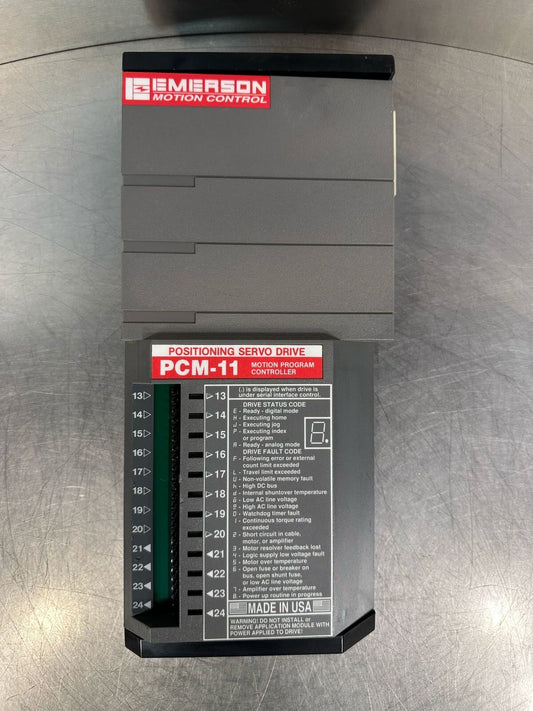 EMERSON
MOTION CONTROL
POSITIONING SERVO DRIVE
PCM-11 MOTION PROGRAM
CONTROLLER
13▷ ▷13
14▷ ▷14
15▷ ▷15
16▷ ▷16
17▷ ▷17
18▷ ▷18
19▷ ▷19
20▷ ▷20
21◀ ◀21
22◀ ◀22
23◀ ◀23
24◀ ◀24
(.) is displayed when drive is
under serial interface control.
DRIVE STATUS CODE
E - Ready - digital mode
H - Executing home
J - Executing jog
P - Executing index
or program
A - Ready - analog mode
DRIVE FAULT CODE
F - Following error or external
count limit exceeded
L - Travel limit exceeded
U - Non-volatile memory fault
h - High DC bus
d - Internal shuntover temperature
6 - Low AC line voltage
9 - High AC line voltage
0 - Watchdog timer fault
1 - Continuous torque rating
exceeded
2 - Short circuit in cable,
motor, or amplifier
3 - Motor resolver feedback lost
4 - Logic supply low voltage fault
5 - Motor over temperature
6 - Open fuse or breaker on
bus, open shunt fuse,
or low AC line voltage
7 - Amplifier over temperature
8 - Power up routine in progress
8.
MADE IN USA
WARNING: DO NOT INSTALL or
REMOVE APPLICATION MODULE WITH
POWER APPLIED TO DRIVE!